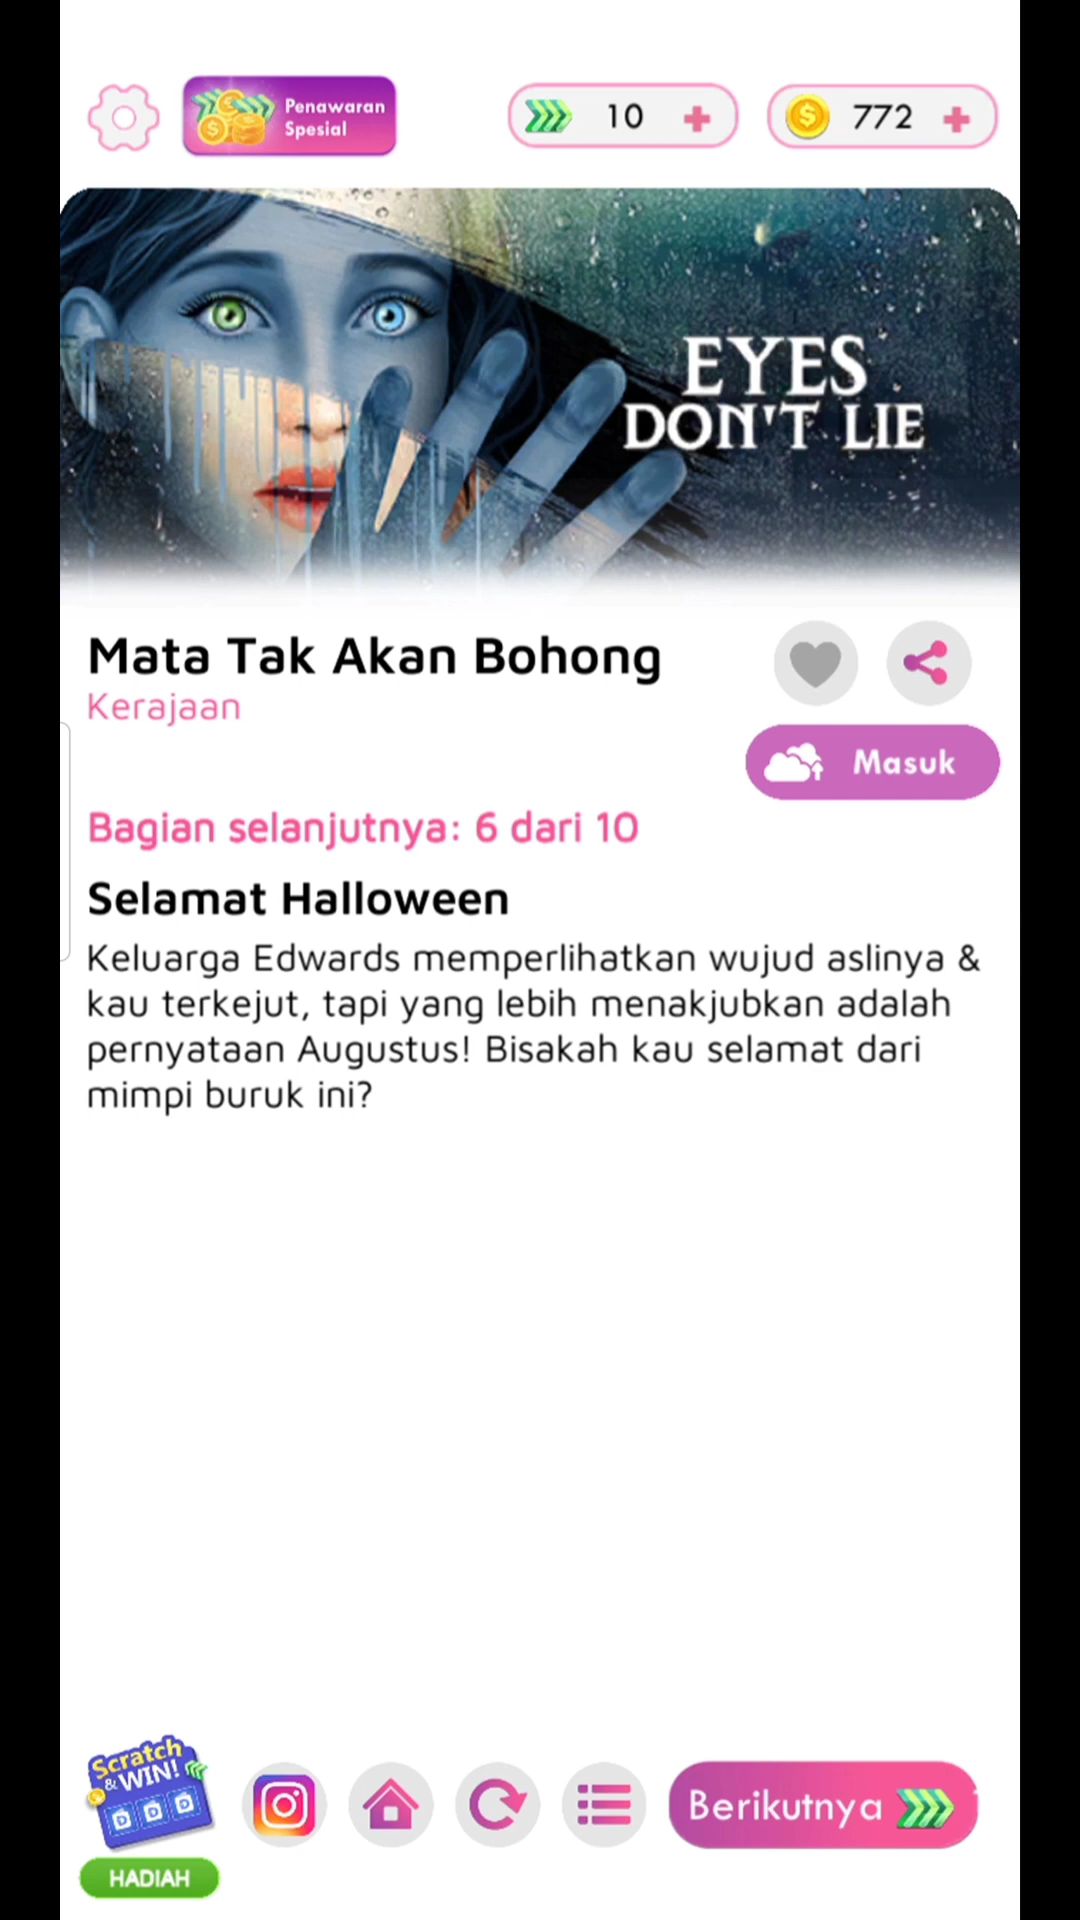 Penawaran
Spesial
10
772
EYES
DON'T LIE
Mata Tak Akan Bohong
Kerajaan
Masuk
Bagian selanjutnya: 6 dari 10
Selamat Halloween
Keluarga Edwards memperlihatkan wujud aslinya &
kau terkejut, tapi yang lebih menakjubkan adalah
pernyataan Augustus! Bisakah kau selamat dari
mimpi buruk ini?
Scratch
& WIN!
D D D
HADIAH
Berikutnya